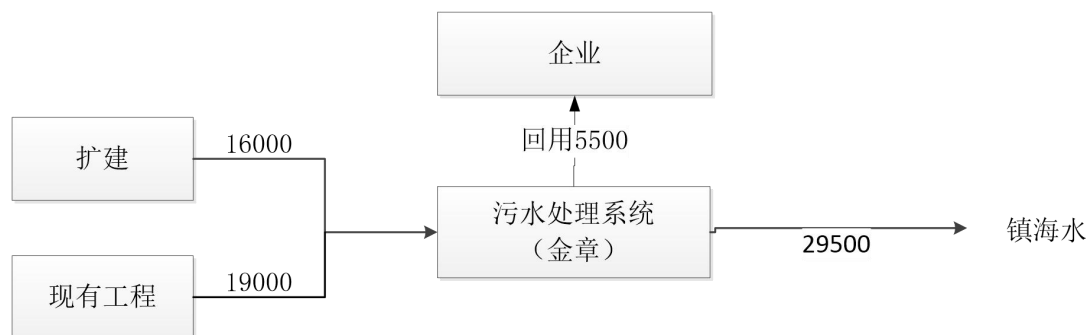 企业
回用5500
扩建
16000
污水处理系统
（金章）
29500
镇海水
现有工程
19000